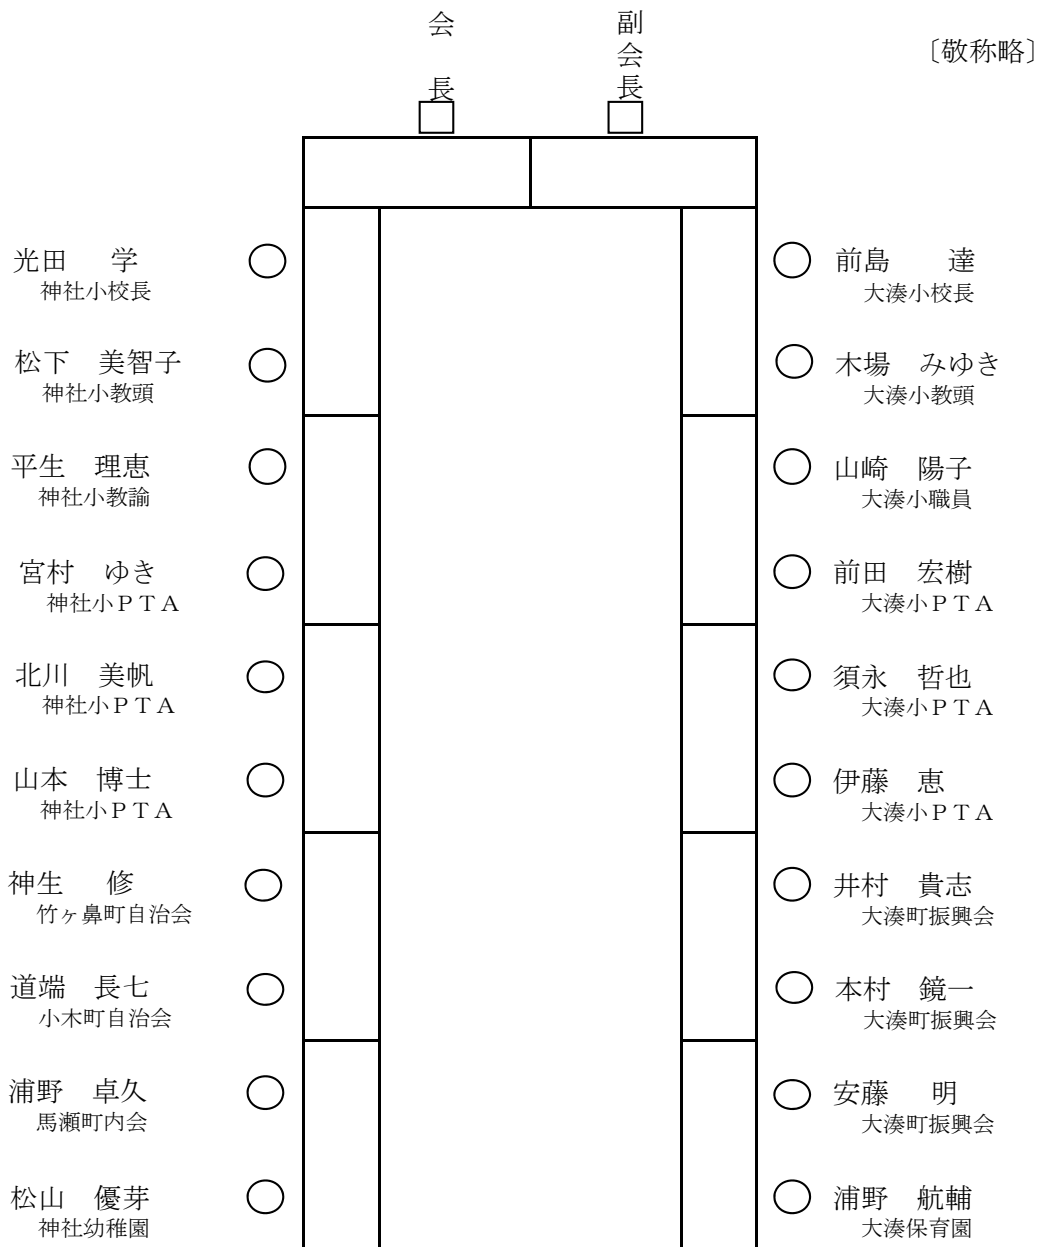 会長
副会長
〔敬称略〕
光田　学
神社小校長
松下　美智子
神社小教頭
平生　理恵
神社小教諭
宮村　ゆき
神社小ＰＴＡ
北川　美帆
神社小ＰＴＡ
山本　博士
神社小ＰＴＡ
神生　修
竹ヶ鼻町自治会
道端　長七
小木町自治会
浦野　卓久
馬瀬町内会
松山　優芽
神社幼稚園
前島　達
大湊小校長
木場　みゆき
大湊小教頭
山崎　陽子
大湊小職員
前田　宏樹
大湊小ＰＴＡ
須永　哲也
大湊小ＰＴＡ
伊藤　恵
大湊小ＰＴＡ
井村　貴志
大湊町振興会
本村　鏡一
大湊町振興会
安藤　明
大湊町振興会
浦野　航輔
大湊保育園